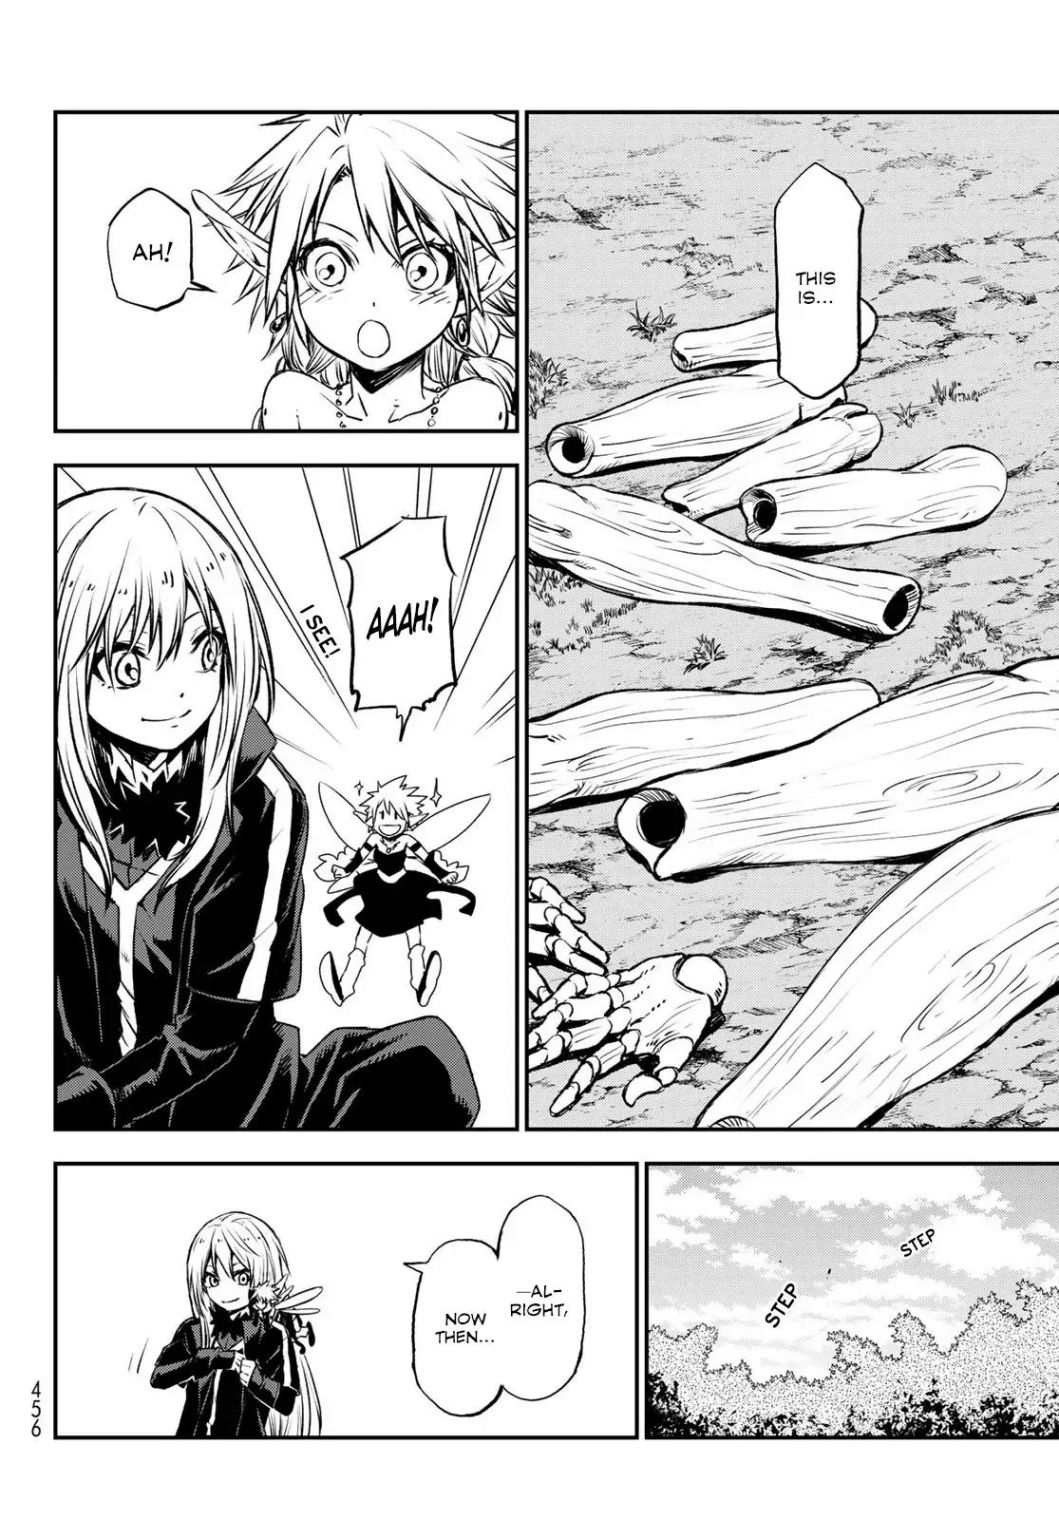 THIS
IS...
AH!
AAAH!
I SEE!
STEP
STEP
—AL-
RIGHT,
NOW
THEN...
456